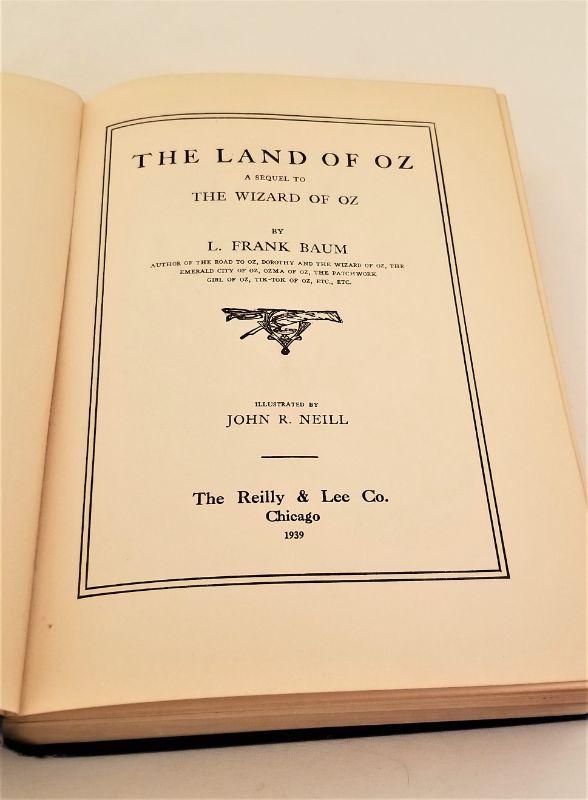 THE LAND OF OZ
A SEQUEL TO
THE WIZARD OF OZ
BY
L. FRANK BAUM
AUTHOR OF THE ROAD TO OZ, DOROTHY AND THE WIZARD OF OZ, THE
EMERALD CITY OF OZ, OZMA OF OZ, THE PATCHWORK
GIRL OF OZ, TIK-TOK OF OZ, ETC., ETC.
ILLUSTRATED BY
JOHN R. NEILL
The Reilly & Lee Co.
Chicago
1939